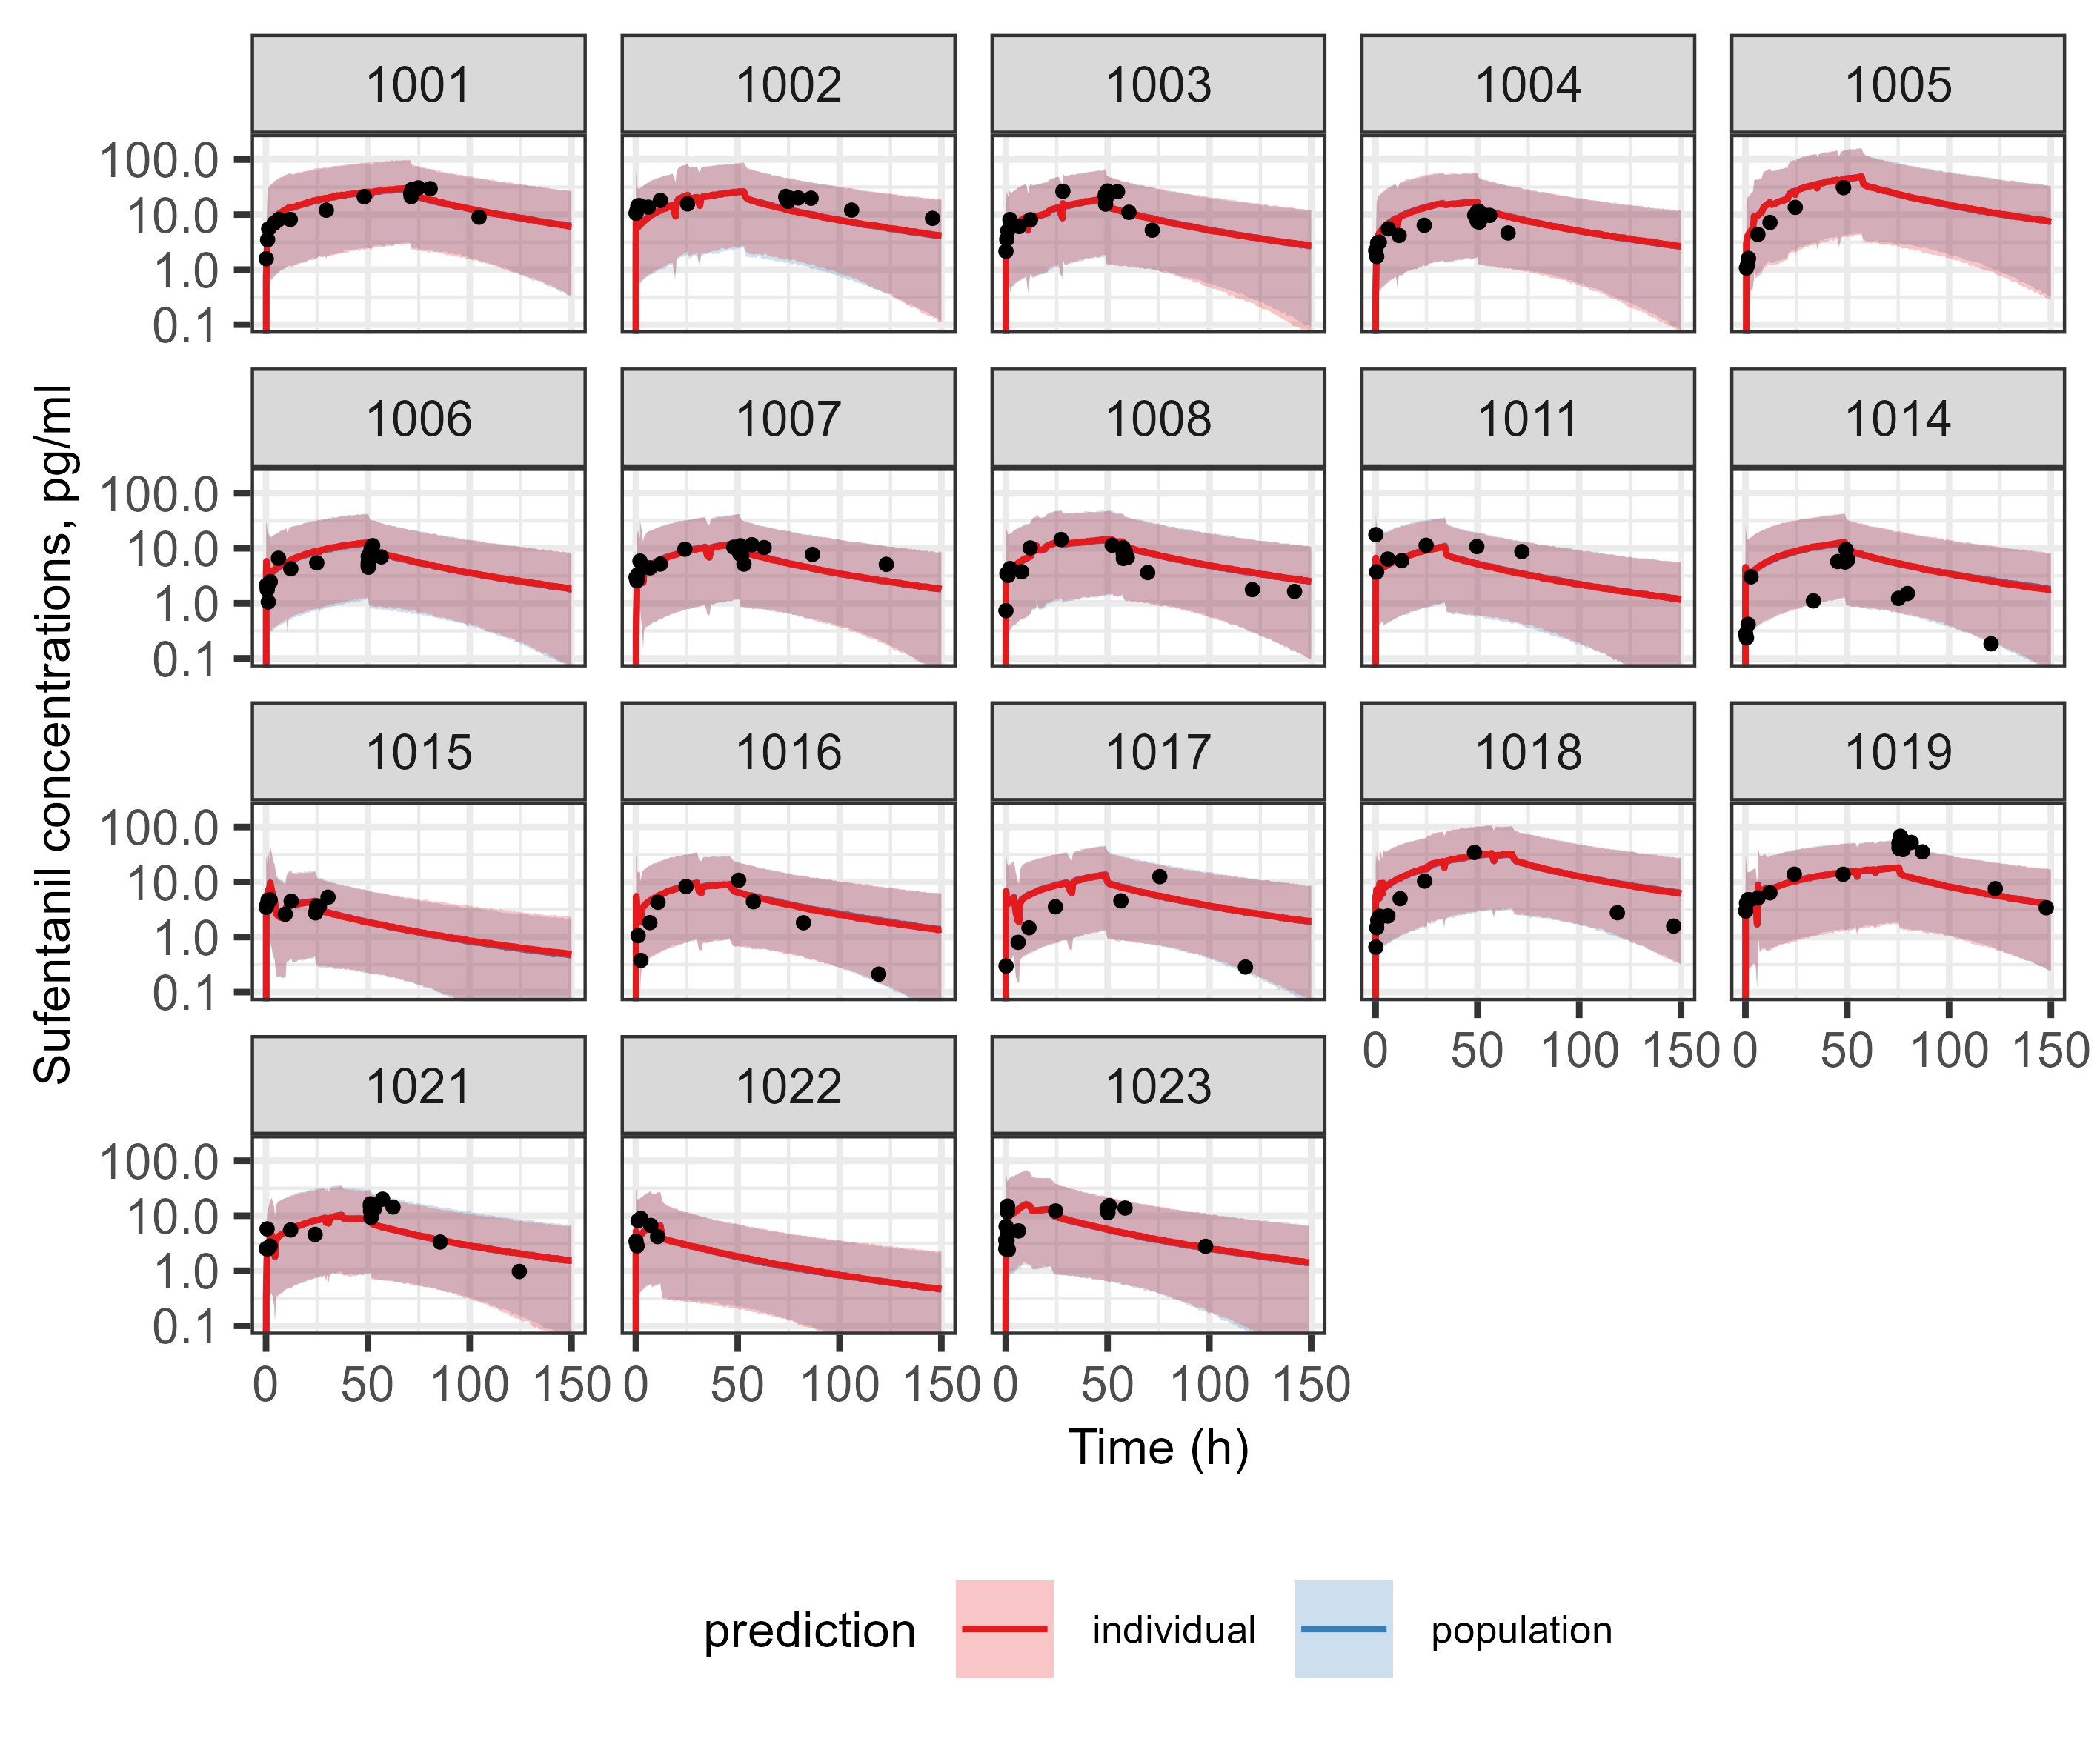 1001 1002 1003 1004 1005
100.0
10.0
1.0
0.1
1006 1007 1008 1011 1014
100.0
10.0
1.0
0.1
1015 1016 1017 1018 1019
100.0
10.0
1.0
0.1
0 50 100 150 0 50 100 150
1021 1022 1023
100.0
10.0
1.0
0.1
0 50 100 150 0 50 100 150 0 50 100 150
Sufentanil concentrations, pg/ml
Time (h)
prediction individual population